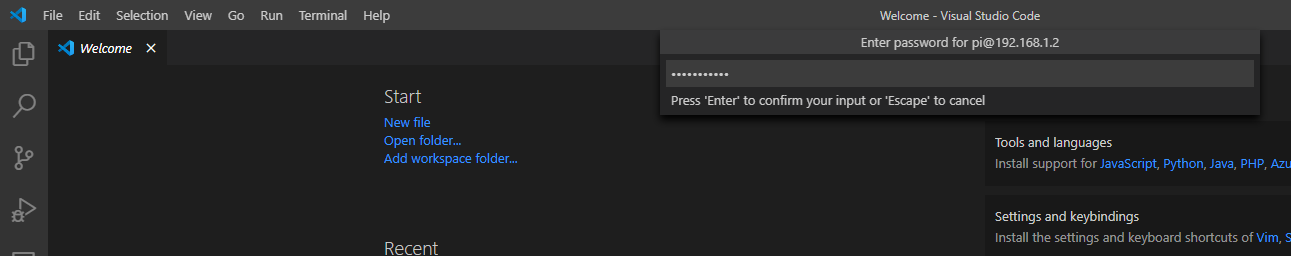 File Edit Selection View Go Run Terminal Help
Welcome - Visual Studio Code
Welcome
Enter password for pi@192.168.1.2
•••••••••••
Press 'Enter' to confirm your input or 'Escape' to cancel
Start
New file
Open folder...
Add workspace folder...
Recent
Tools and languages
Install support for JavaScript, Python, Java, PHP, Azu
Settings and keybindings
Install the settings and keyboard shortcuts of Vim, S